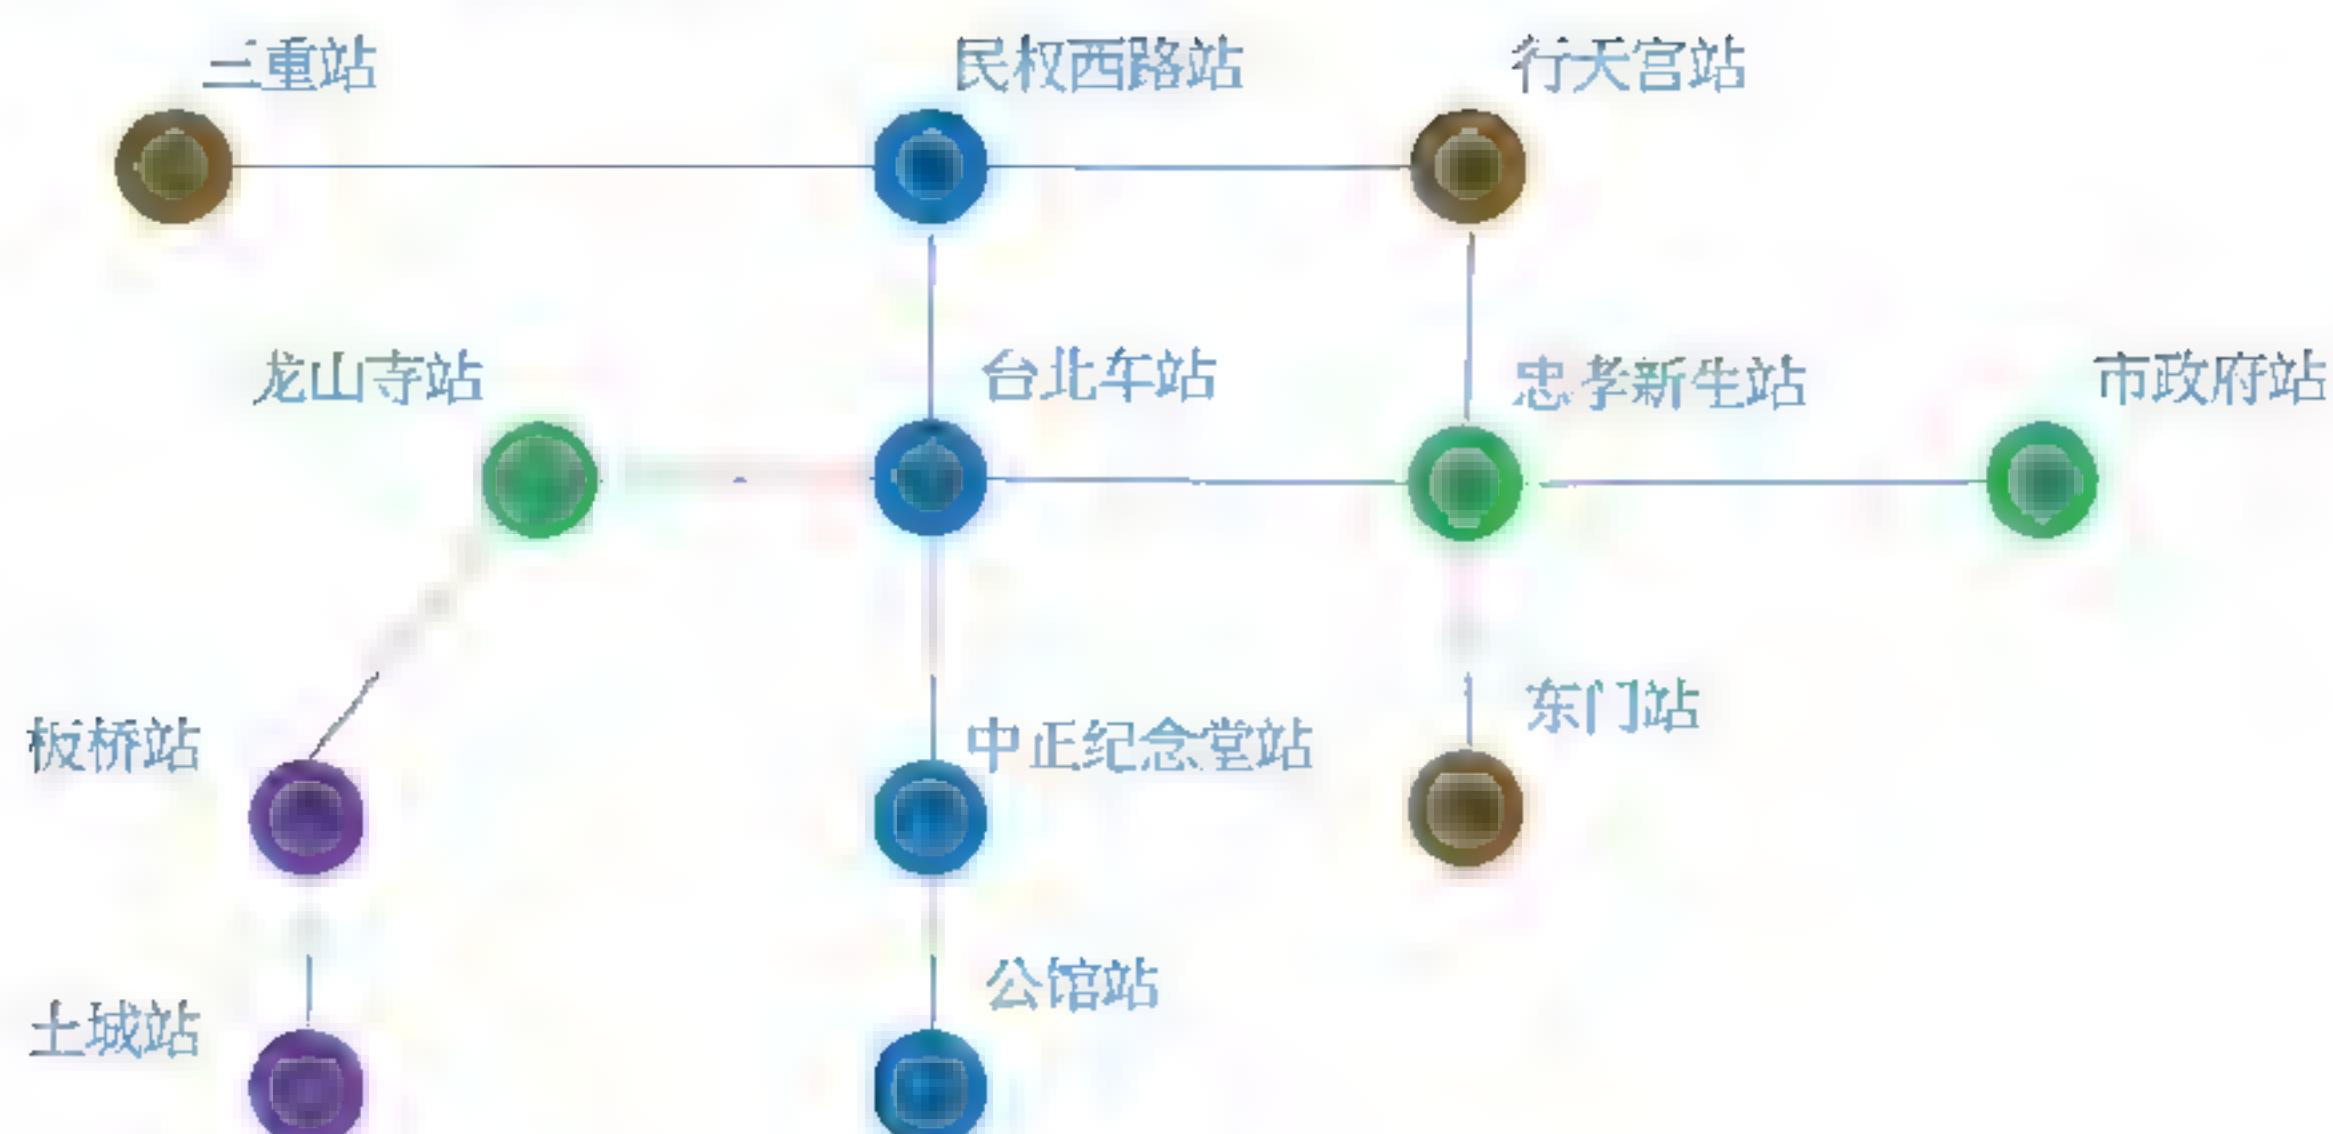 三重站
民权西路站
行天宫站
龙山寺站
台北车站
忠孝新生站
市政府站
板桥站
中正纪念堂站
东门站
土城站
公馆站